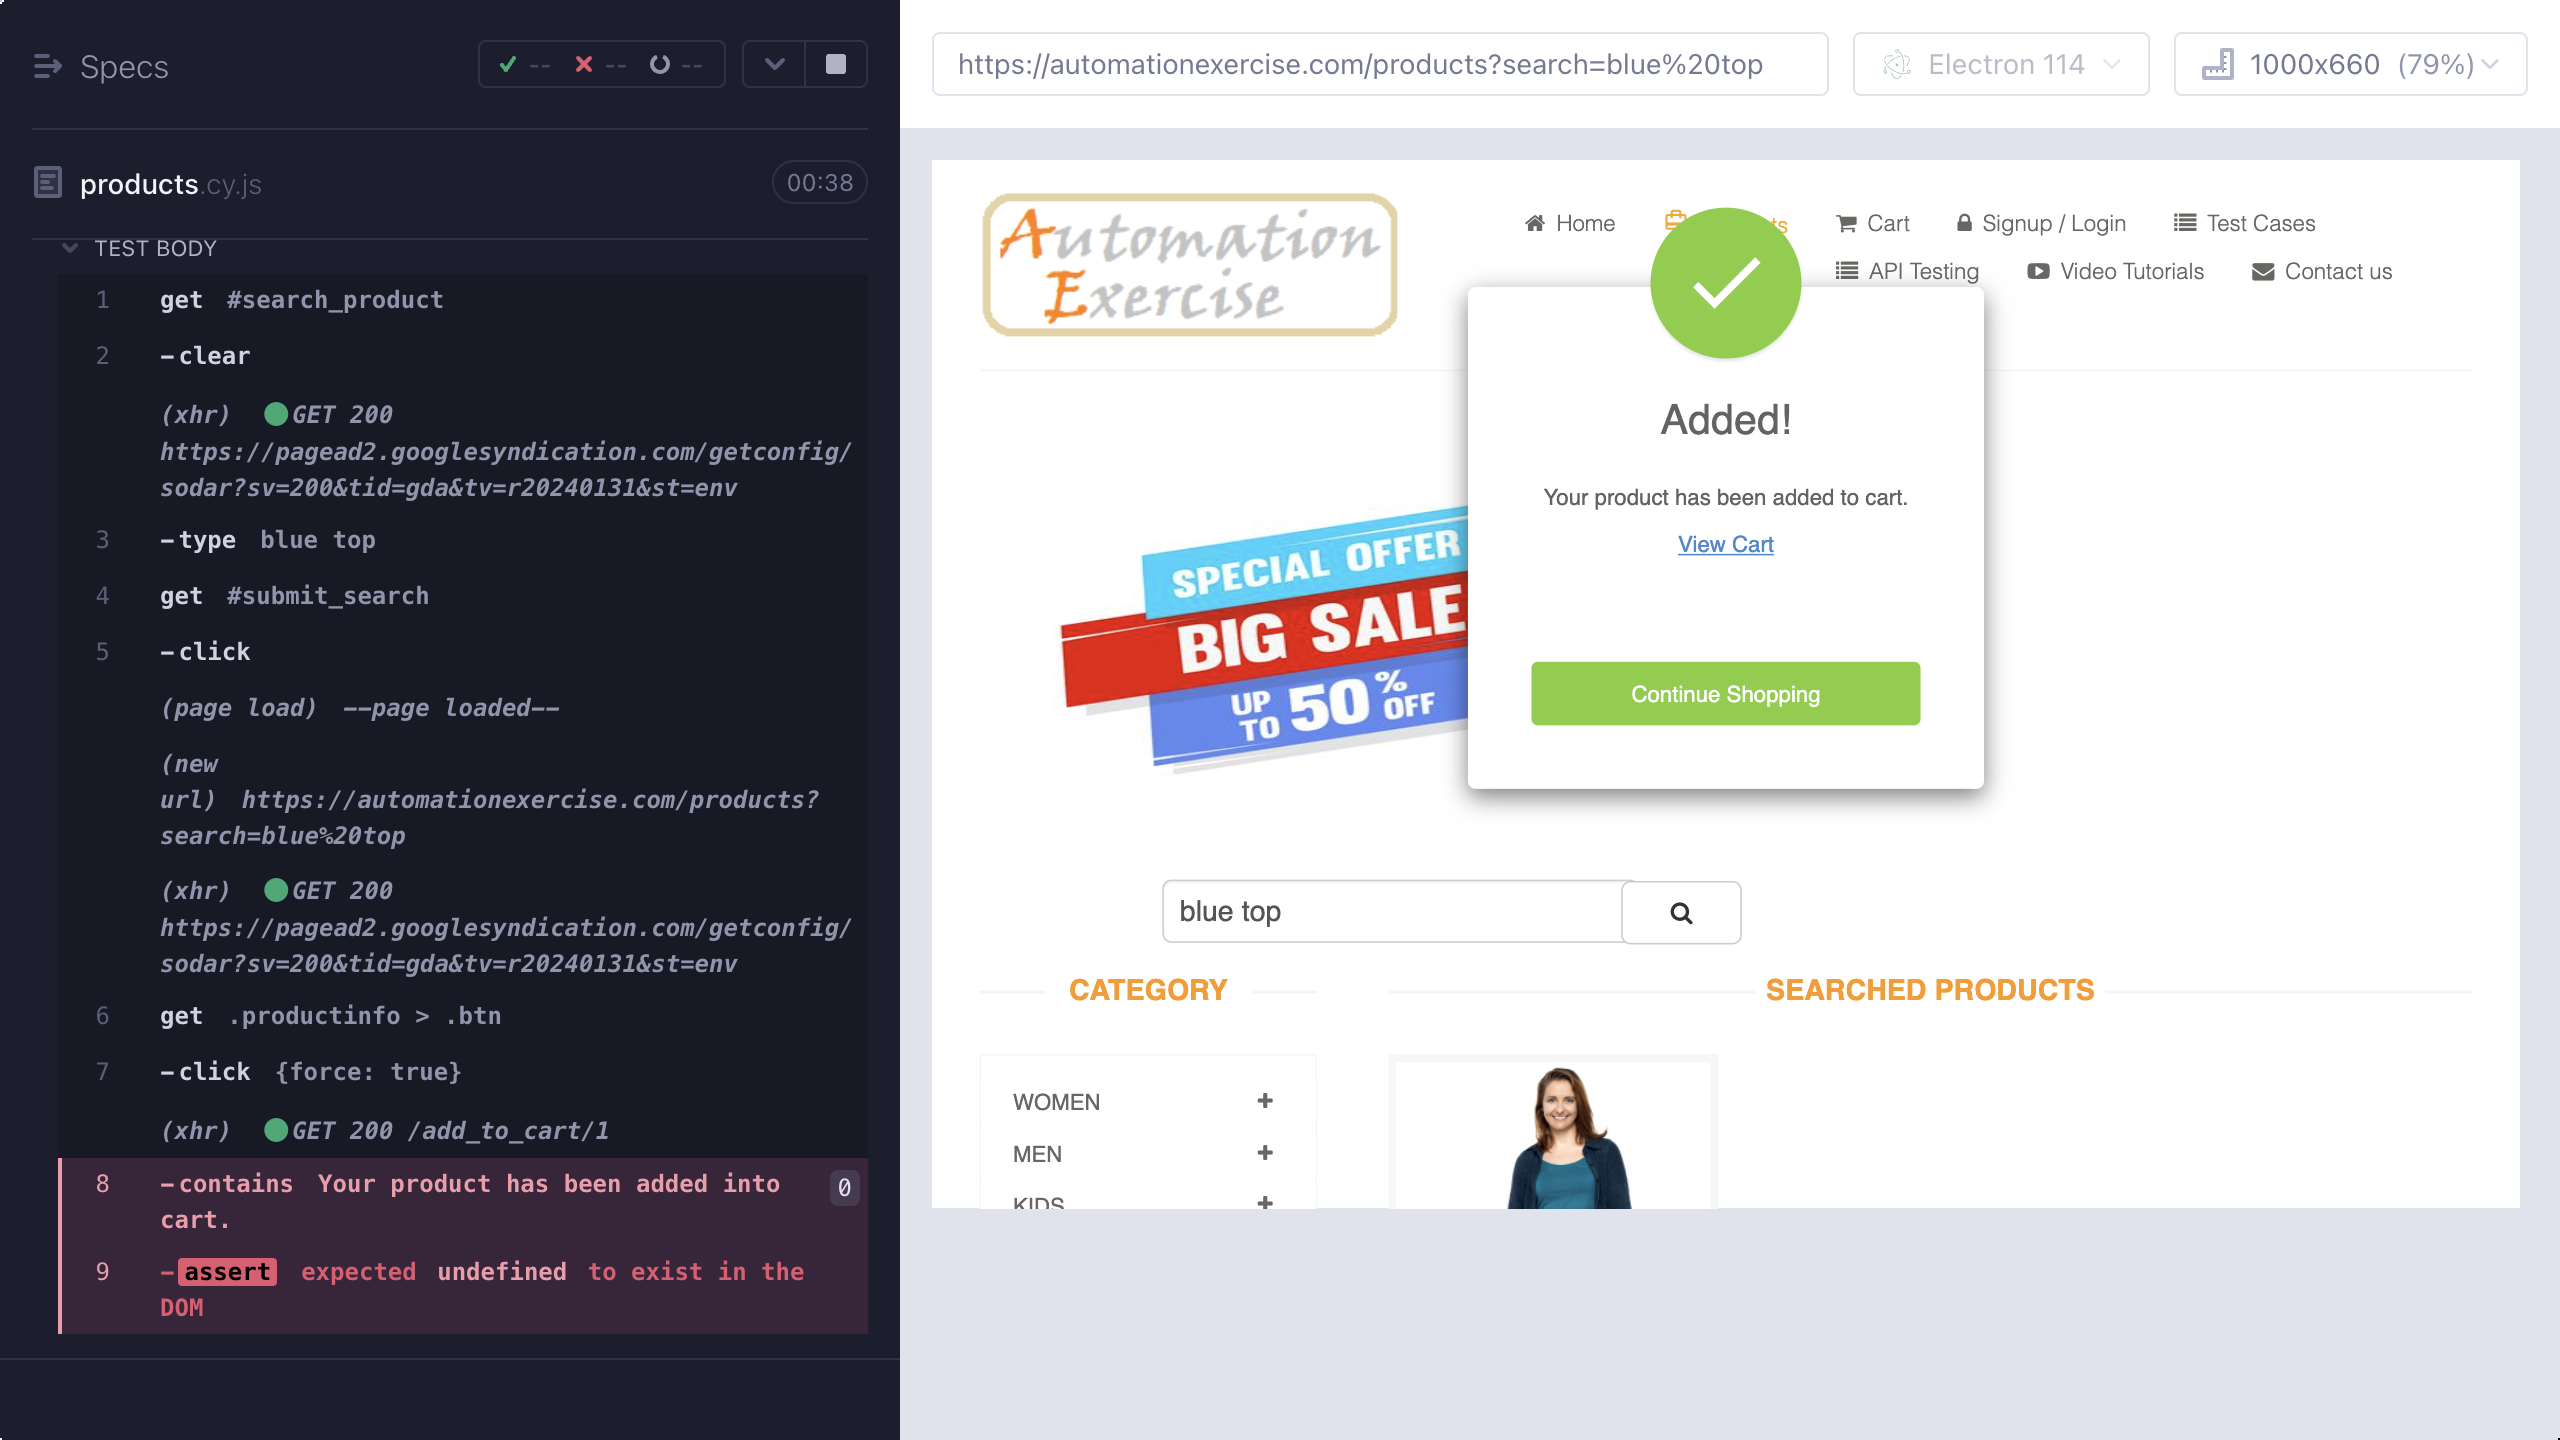 Specs
-- -- --
products.cy.js
00:38
TEST BODY
1 get #search_product
2 -clear
(xhr) GET 200
https://pagead2.googlesyndication.com/getconfig/
sodar?sv=200&tid=gda&tv=r20240131&st=env
3 -type blue top
4 get #submit_search
5 -click
(page load) --page loaded--
(new
url) https://automationexercise.com/products?
search=blue%20top
(xhr) GET 200
https://pagead2.googlesyndication.com/getconfig/
sodar?sv=200&tid=gda&tv=r20240131&st=env
6 get .productinfo > .btn
7 -click {force: true}
(xhr) GET 200 /add_to_cart/1
8 -contains Your product has been added into
cart.
0
9 -assert expected undefined to exist in the
DOM
https://automationexercise.com/products?search=blue%20top
Electron 114
1000x660 (79%)
Automation
Exercise
Home
ts
Cart
Signup / Login
Test Cases
API Testing
Video Tutorials
Contact us
Added!
Your product has been added to cart.
View Cart
Continue Shopping
SPECIAL OFFER
BIG SALE
UP TO 50% OFF
blue top
CATEGORY
SEARCHED PRODUCTS
WOMEN +
MEN +
KIDS +